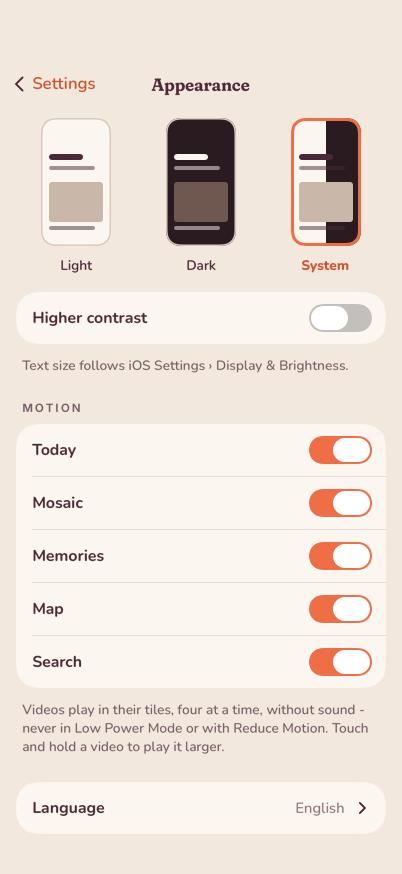 Settings
Appearance
Light
Dark
System
Higher contrast
Text size follows iOS Settings › Display & Brightness.
MOTION
Today
Mosaic
Memories
Map
Search
Videos play in their tiles, four at a time, without sound -
never in Low Power Mode or with Reduce Motion. Touch
and hold a video to play it larger.
Language
English